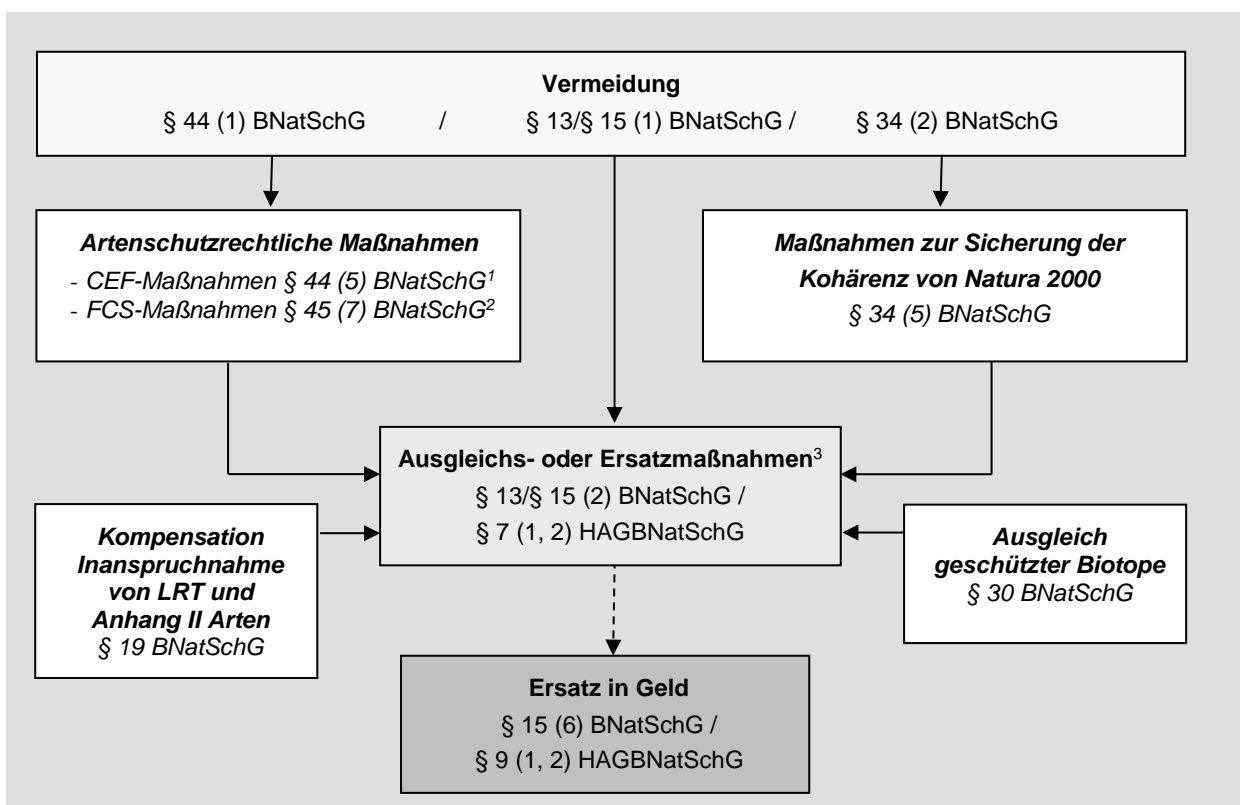 Vermeidung
§ 44 (1) BNatSchG / § 13/§ 15 (1) BNatSchG / § 34 (2) BNatSchG
Artenschutzrechtliche Maßnahmen
- CEF-Maßnahmen § 44 (5) BNatSchG¹
- FCS-Maßnahmen § 45 (7) BNatSchG²
Maßnahmen zur Sicherung der
Kohärenz von Natura 2000
§ 34 (5) BNatSchG
Ausgleichs- oder Ersatzmaßnahmen³
§ 13/§ 15 (2) BNatSchG /
§ 7 (1, 2) HAGBNatSchG
Kompensation
Inanspruchnahme
von LRT und
Anhang II Arten
§ 19 BNatSchG
Ausgleich
geschützter Biotope
§ 30 BNatSchG
Ersatz in Geld
§ 15 (6) BNatSchG /
§ 9 (1, 2) HAGBNatSchG